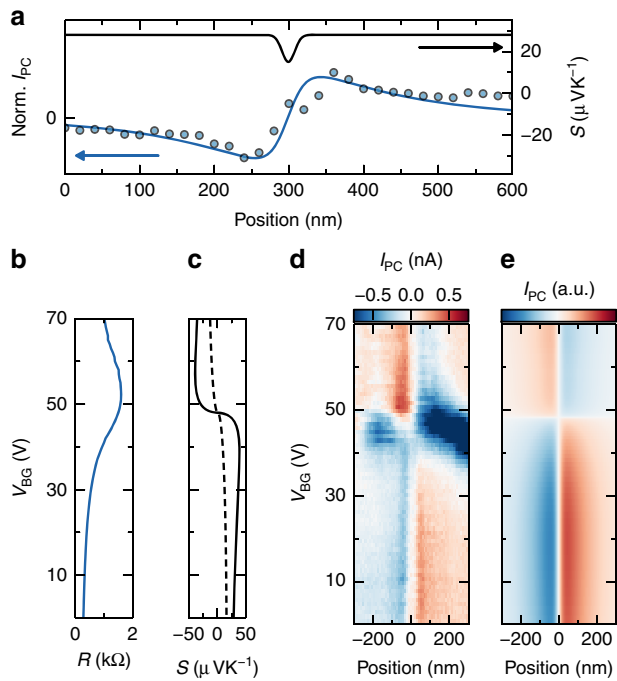 a
Norm. I_PC
0
20
0
−20
S (μ VK⁻¹)
0 100 200 300 400 500 600
Position (nm)
b c d e
I_PC (nA) I_PC (a.u.)
−0.5 0.0 0.5
70 70
50 50
30 30
10 10
V_BG (V) V_BG (V)
0 2 −50 0 50 −200 0 200 −200 0 200
R (kΩ) S (μ VK⁻¹) Position (nm) Position (nm)